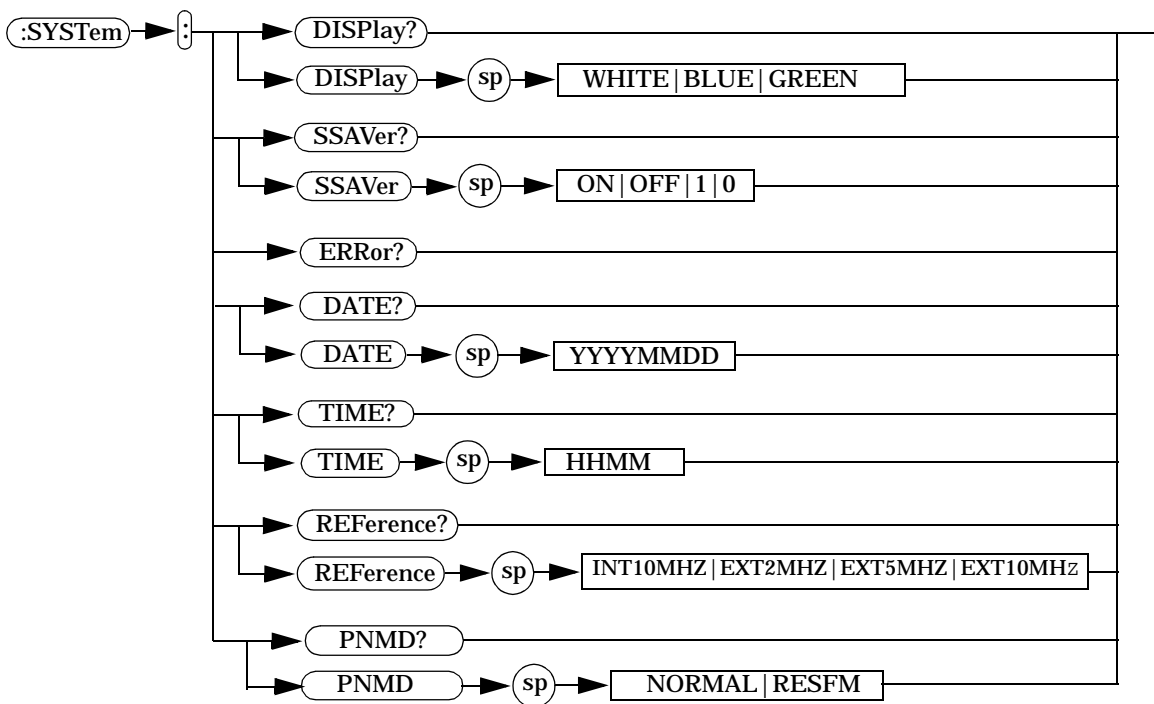 :SYSTem : DISPlay?
DISPlay sp WHITE|BLUE|GREEN
SSAVer?
SSAVer sp ON|OFF|1|0
ERRor?
DATE?
DATE sp YYYYMMDD
TIME?
TIME sp HHMM
REFerence?
REFerence sp INT10MHZ|EXT2MHZ|EXT5MHZ|EXT10MHz
PNMD?
PNMD sp NORMAL|RESFM